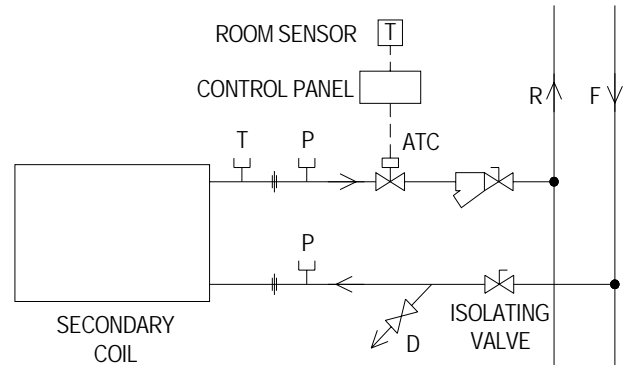 ROOM SENSOR T
CONTROL PANEL
R F
T P ATC
P
ISOLATING
VALVE
D
SECONDARY
COIL